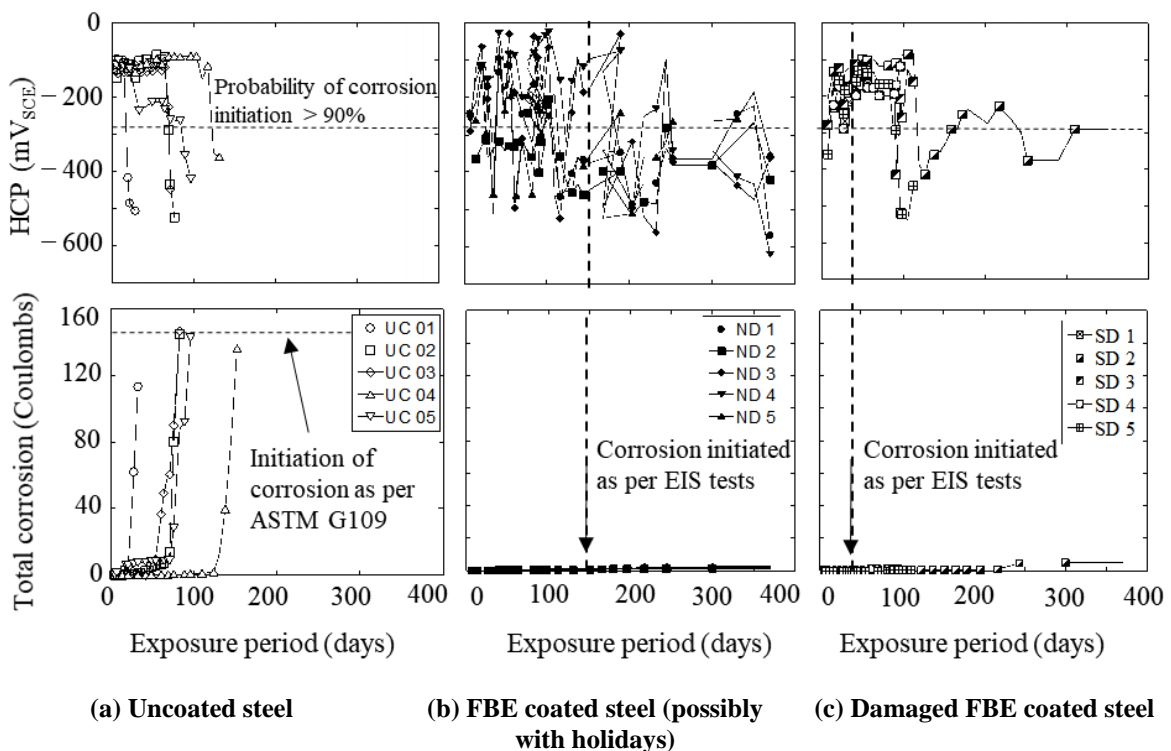 0
−200
−400
−600
HCP (mV_SCE)
Probability of corrosion
initiation > 90%
160
120
80
40
0
Total corrosion (Coulombs)
UC 01
UC 02
UC 03
UC 04
UC 05
Initiation of
corrosion as per
ASTM G109
0 100 200 300 400
Exposure period (days)
ND 1
ND 2
ND 3
ND 4
ND 5
Corrosion initiated
as per EIS tests
0 100 200 300 400
Exposure period (days)
SD 1
SD 2
SD 3
SD 4
SD 5
Corrosion initiated
as per EIS tests
0 100 200 300 400
Exposure period (days)
(a) Uncoated steel
(b) FBE coated steel (possibly
with holidays)
(c) Damaged FBE coated steel